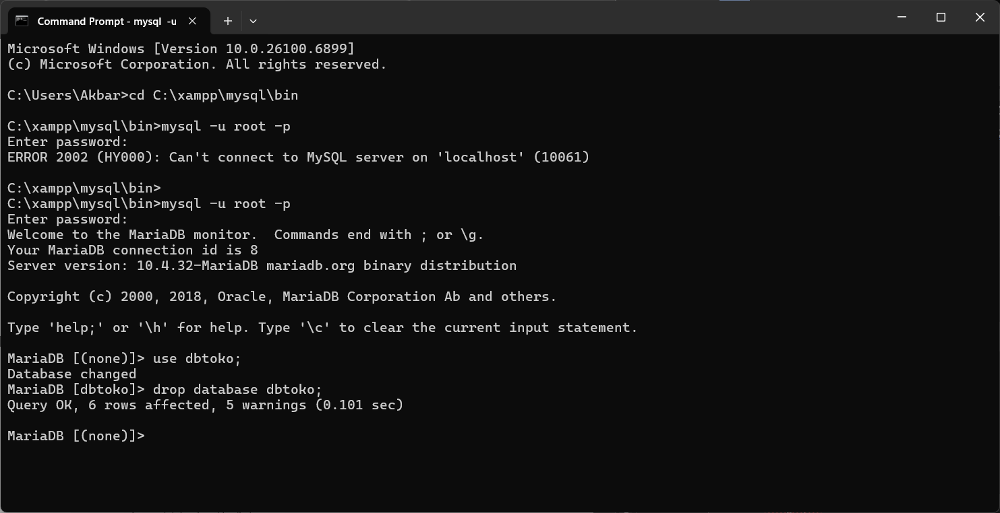 Command Prompt - mysql  -u
Microsoft Windows [Version 10.0.26100.6899]
(c) Microsoft Corporation. All rights reserved.
C:\Users\Akbar>cd C:\xampp\mysql\bin
C:\xampp\mysql\bin>mysql -u root -p
Enter password:
ERROR 2002 (HY000): Can't connect to MySQL server on 'localhost' (10061)
C:\xampp\mysql\bin>
C:\xampp\mysql\bin>mysql -u root -p
Enter password:
Welcome to the MariaDB monitor.  Commands end with ; or \g.
Your MariaDB connection id is 8
Server version: 10.4.32-MariaDB mariadb.org binary distribution
Copyright (c) 2000, 2018, Oracle, MariaDB Corporation Ab and others.
Type 'help;' or '\h' for help. Type '\c' to clear the current input statement.
MariaDB [(none)]> use dbtoko;
Database changed
MariaDB [dbtoko]> drop database dbtoko;
Query OK, 6 rows affected, 5 warnings (0.101 sec)
MariaDB [(none)]>